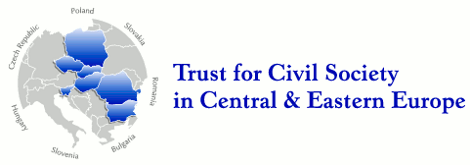 Poland
Czech Republic
Slovakia
Romania
Hungary
Slovenia
Bulgaria
Trust for Civil Society
in Central & Eastern Europe